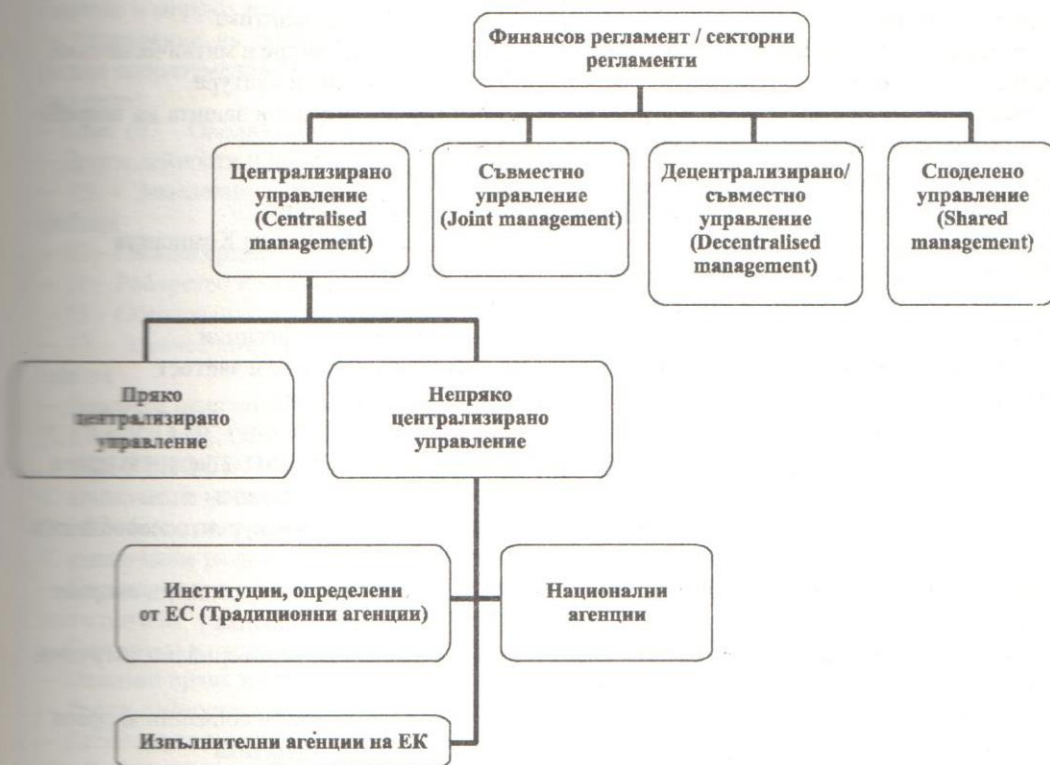 Финансов регламент / секторни
регламенти
Централизирано
управление
(Centralised
management)
Съвместно
управление
(Joint management)
Децентрализирано/
съвместно
управление
(Decentralised
management)
Споделено
управление
(Shared
management)
Пряко
централизирано
управление
Непряко
централизирано
управление
Институции, определени
от ЕС (Традиционни агенции)
Национални
агенции
Изпълнителни агенции на ЕК